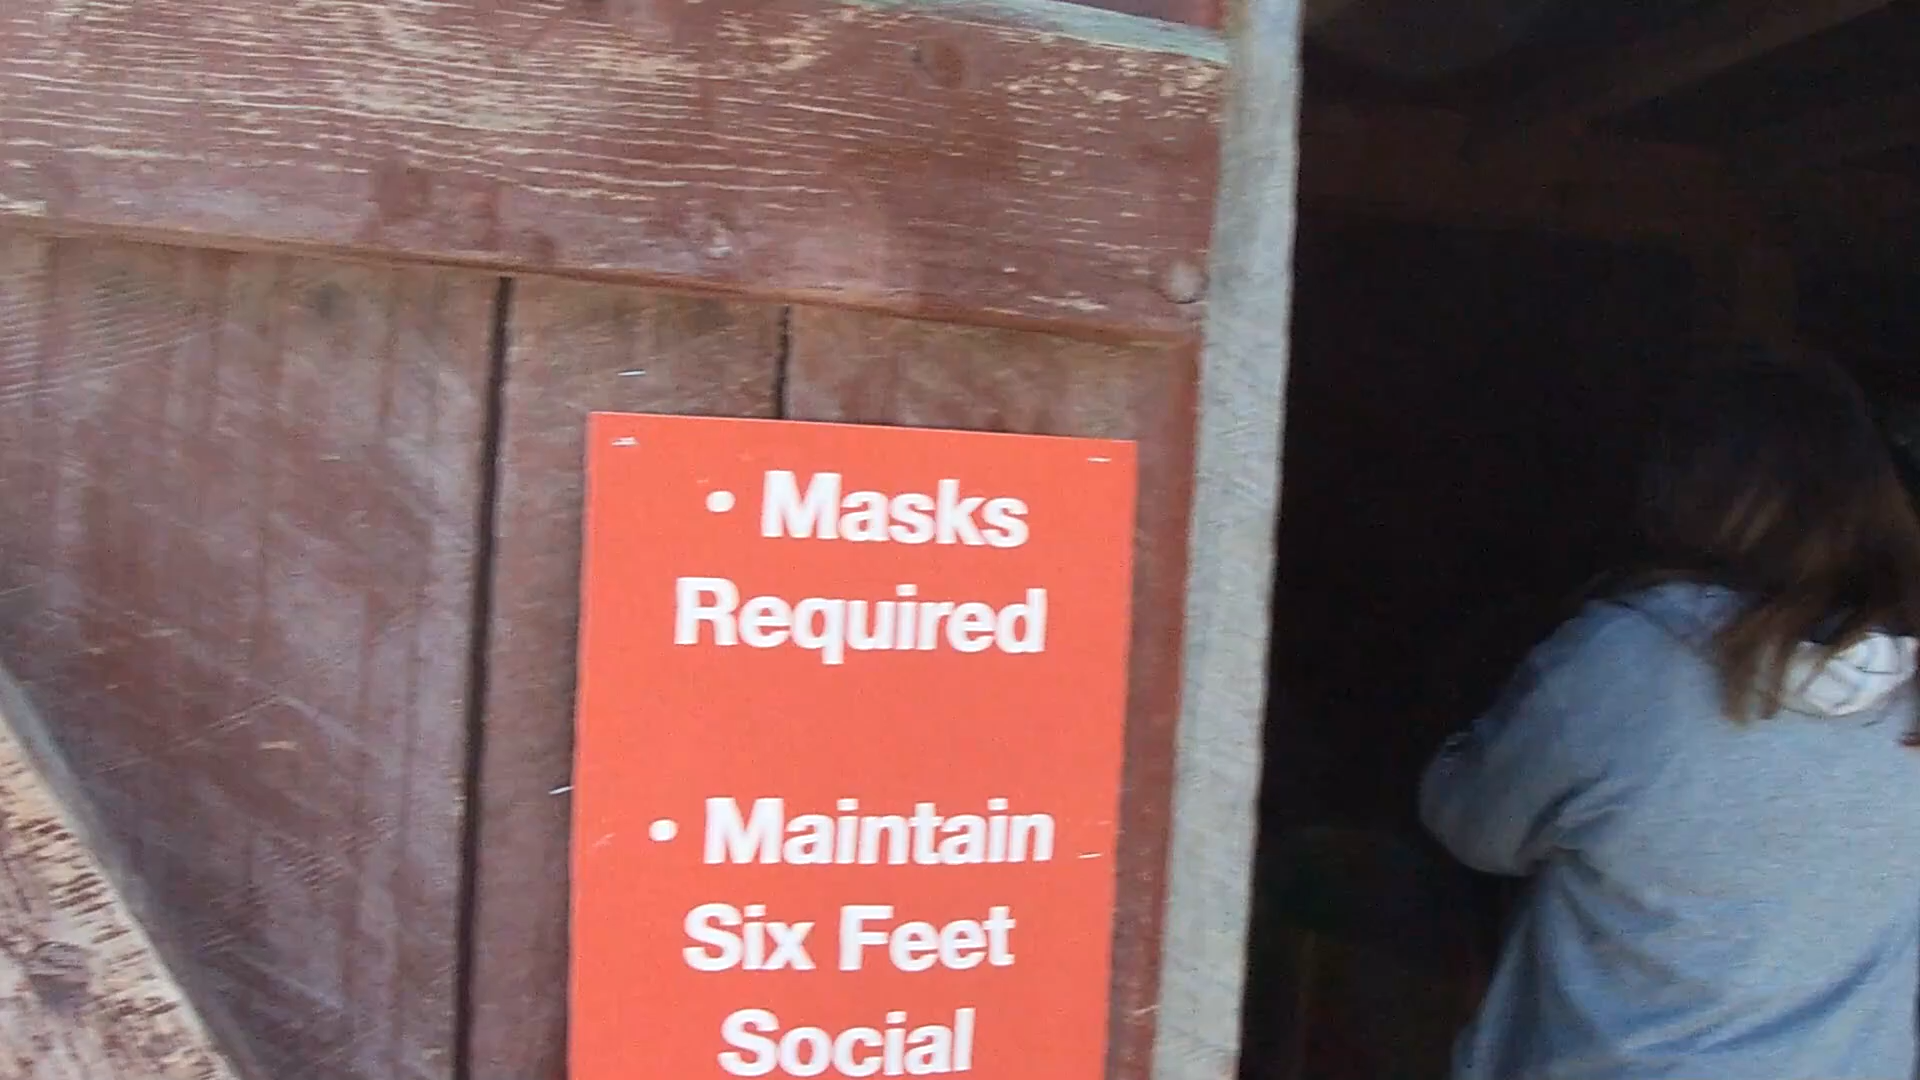 • Masks
Required
• Maintain
Six Feet
Social